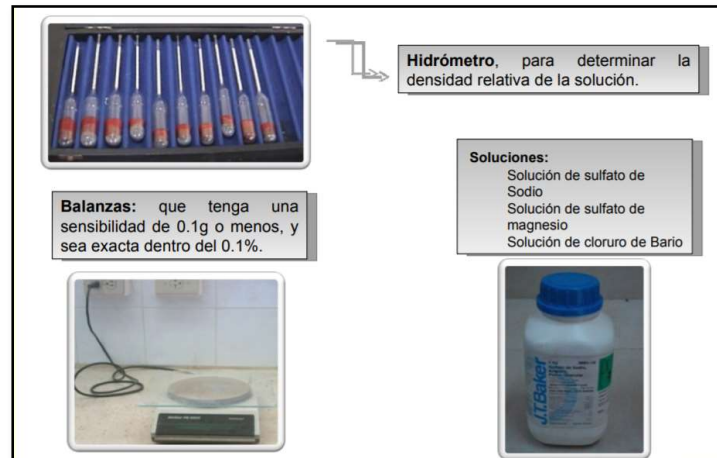 Hidrómetro, para determinar la
densidad relativa de la solución.
Soluciones:
Solución de sulfato de
Sodio
Solución de sulfato de
magnesio
Solución de cloruro de Bario
Balanzas: que tenga una
sensibilidad de 0.1g o menos, y
sea exacta dentro del 0.1%.
J.T.Baker